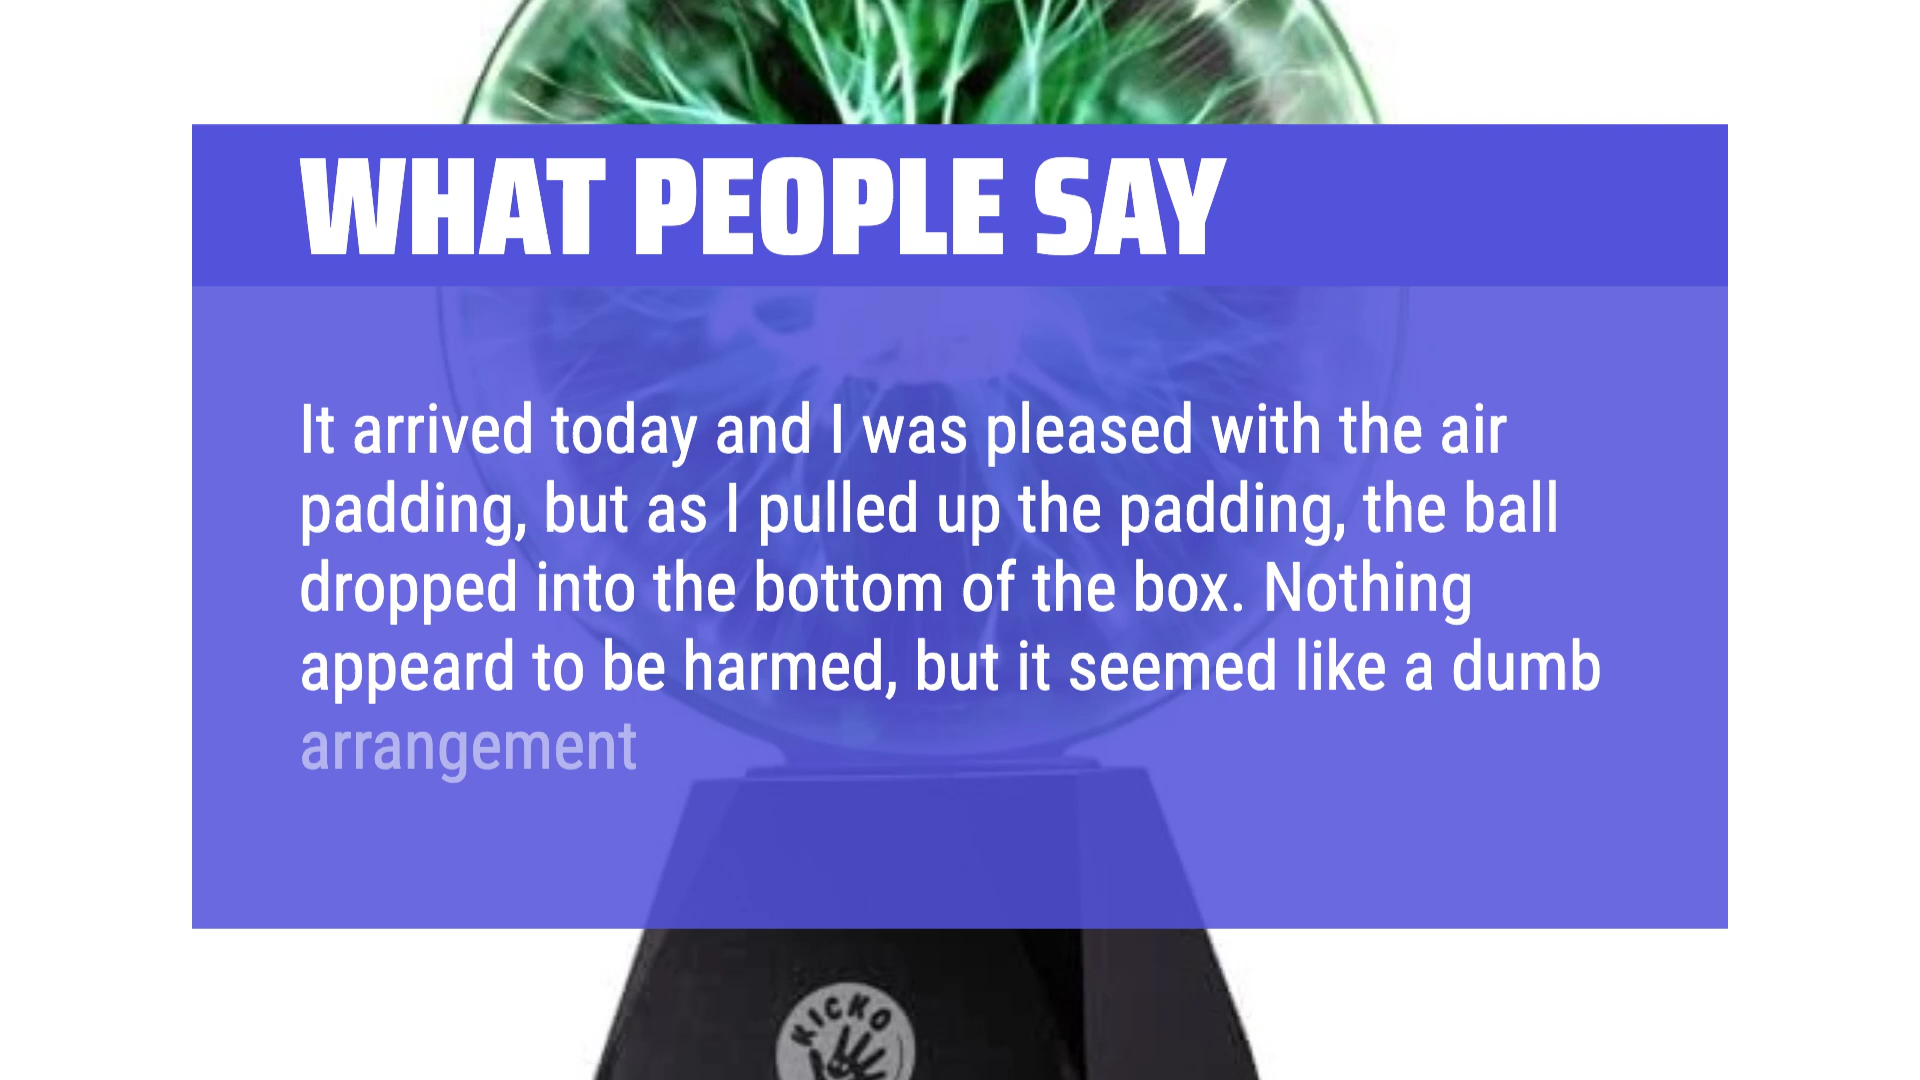 WHAT PEOPLE SAY
It arrived today and I was pleased with the air
padding, but as I pulled up the padding, the ball
dropped into the bottom of the box. Nothing
appeard to be harmed, but it seemed like a dumb
arrangement
KICKO